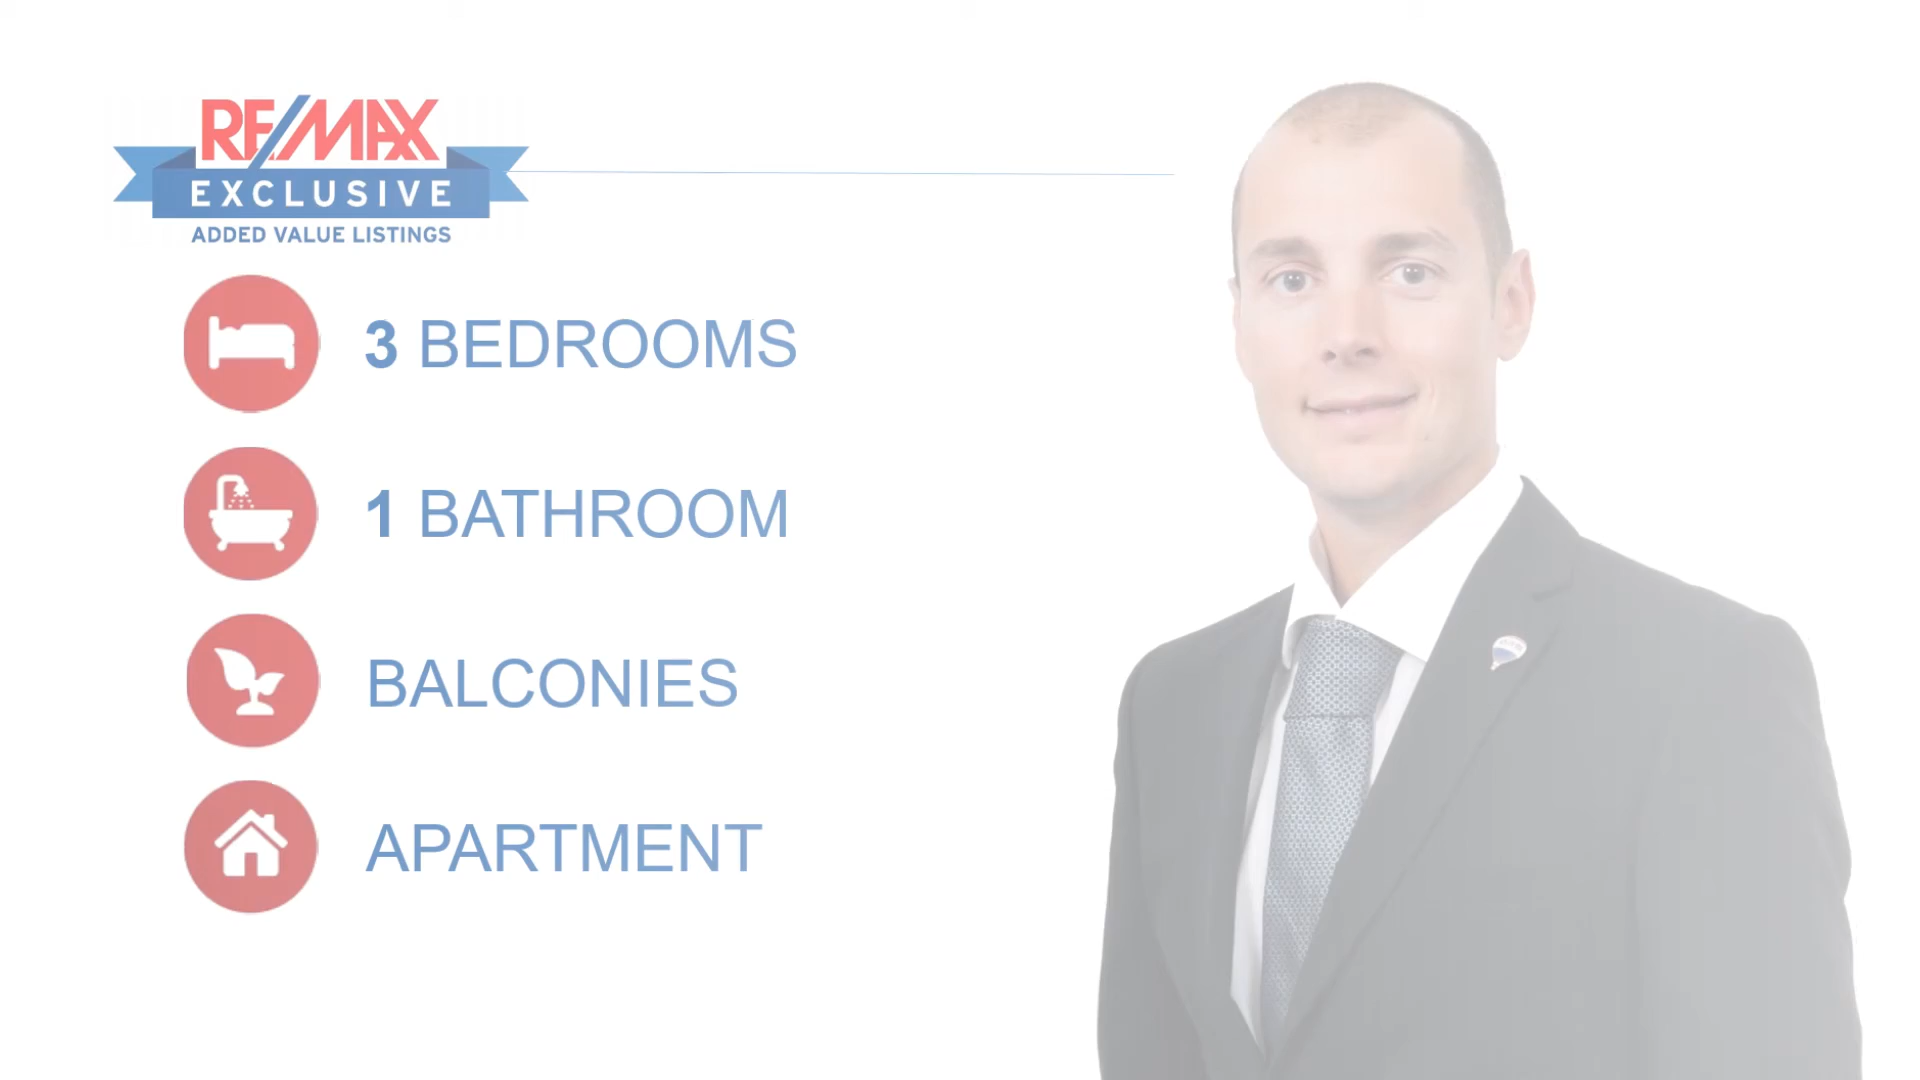 RE/MAX
EXCLUSIVE
ADDED VALUE LISTINGS
3 BEDROOMS
1 BATHROOM
BALCONIES
APARTMENT